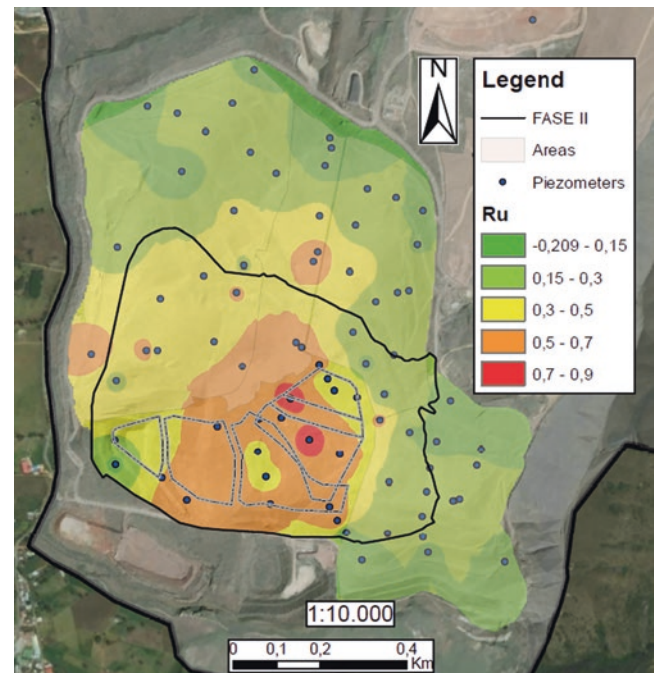 N
Legend
FASE II
Areas
Piezometers
Ru
-0,209 - 0,15
0,15 - 0,3
0,3 - 0,5
0,5 - 0,7
0,7 - 0,9
1:10.000
0 0,1 0,2 0,4
Km